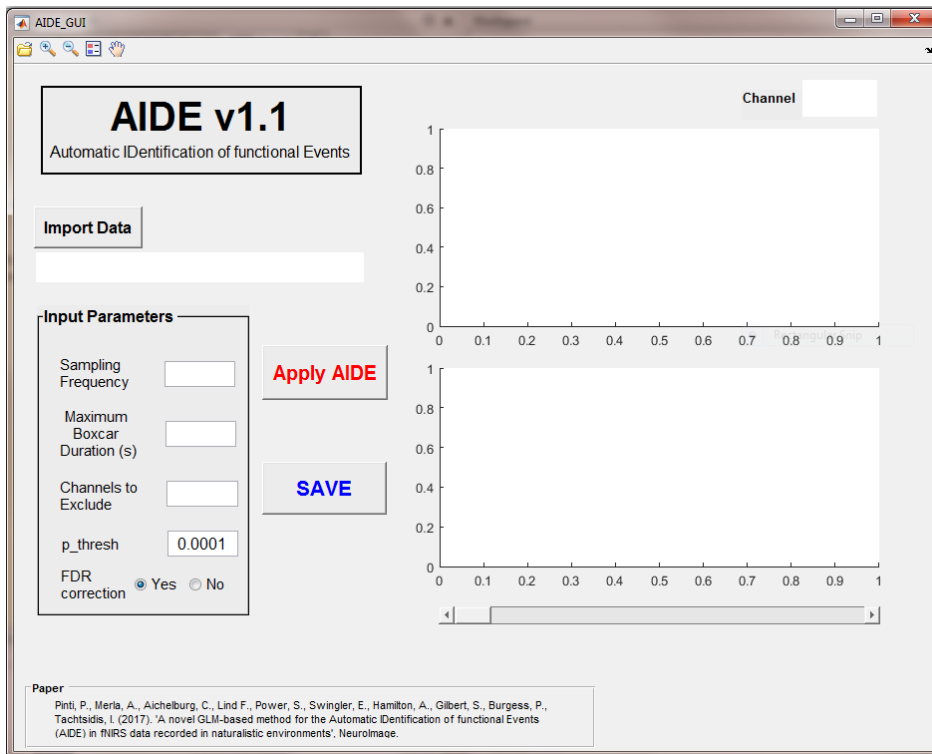 AIDE_GUI
AIDE v1.1
Automatic IDentification of functional Events
Import Data
Input Parameters
Sampling
Frequency
Maximum
Boxcar
Duration (s)
Channels to
Exclude
p_thresh
0.0001
FDR
correction
Yes
No
Apply AIDE
SAVE
Channel
1
0.8
0.6
0.4
0.2
0
0 0.1 0.2 0.3 0.4 0.5 0.6 0.7 0.8 0.9 1
Rectangular Snip
1
0.8
0.6
0.4
0.2
0
0 0.1 0.2 0.3 0.4 0.5 0.6 0.7 0.8 0.9 1
Paper
Pinti, P., Merla, A., Aichelburg, C., Lind F., Power, S., Swingler, E., Hamilton, A., Gilbert, S., Burgess, P.,
Tachtsidis, I. (2017). 'A novel GLM-based method for the Automatic IDentification of functional Events
(AIDE) in fNIRS data recorded in naturalistic environments', NeuroImage.